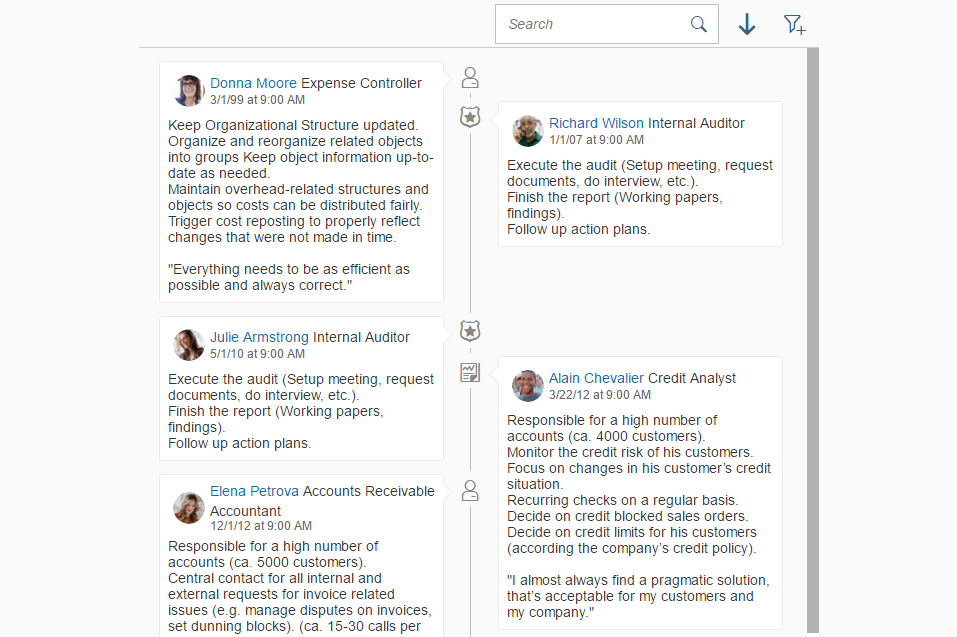 Search
Donna Moore Expense Controller
3/1/99 at 9:00 AM
Keep Organizational Structure updated.
Organize and reorganize related objects
into groups Keep object information up-to-
date as needed.
Maintain overhead-related structures and
objects so costs can be distributed fairly.
Trigger cost reposting to properly reflect
changes that were not made in time.
"Everything needs to be as efficient as
possible and always correct."
Richard Wilson Internal Auditor
1/1/07 at 9:00 AM
Execute the audit (Setup meeting, request
documents, do interview, etc.).
Finish the report (Working papers,
findings).
Follow up action plans.
Julie Armstrong Internal Auditor
5/1/10 at 9:00 AM
Execute the audit (Setup meeting, request
documents, do interview, etc.).
Finish the report (Working papers,
findings).
Follow up action plans.
Alain Chevalier Credit Analyst
3/22/12 at 9:00 AM
Responsible for a high number of
accounts (ca. 4000 customers).
Monitor the credit risk of his customers.
Focus on changes in his customer’s credit
situation.
Recurring checks on a regular basis.
Decide on credit blocked sales orders.
Decide on credit limits for his customers
(according the company’s credit policy).
"I almost always find a pragmatic solution,
that’s acceptable for my customers and
my company."
Elena Petrova Accounts Receivable
Accountant
12/1/12 at 9:00 AM
Responsible for a high number of
accounts (ca. 5000 customers).
Central contact for all internal and
external requests for invoice related
issues (e.g. manage disputes on invoices,
set dunning blocks). (ca. 15-30 calls per